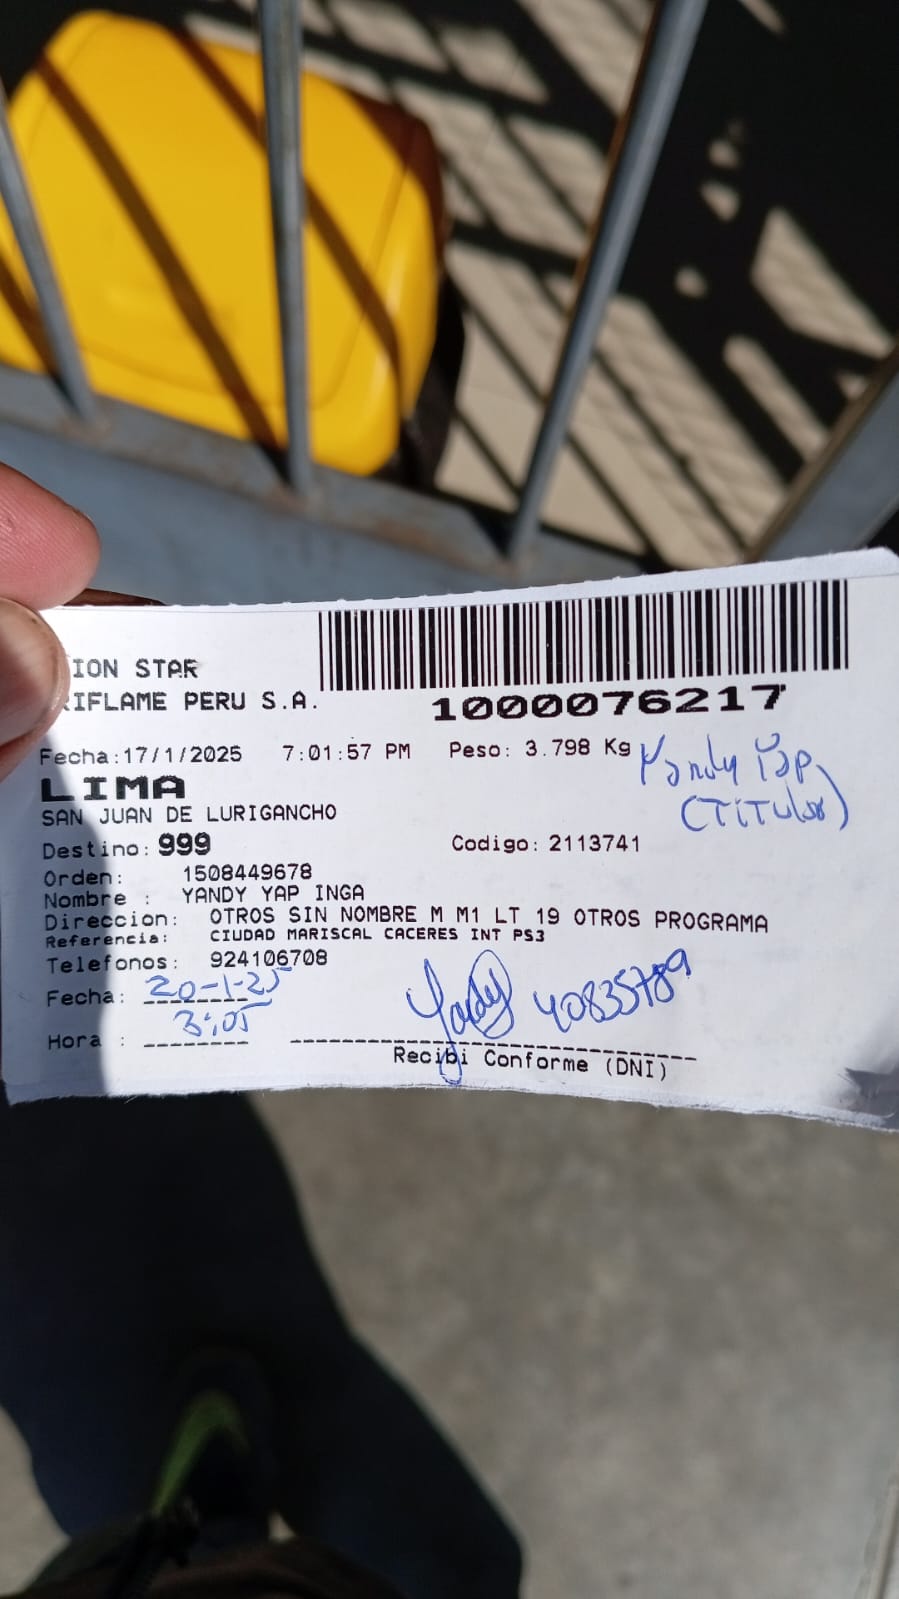 ION STAR
RIFLAME PERU S.A.
1000076217
Fecha:17/1/2025 7:01:57 PM Peso: 3.798 Kg
Yandy Yap
(Titular)
LIMA
SAN JUAN DE LURIGANCHO
Destino: 999 Codigo: 2113741
Orden: 1508449678
Nombre : YANDY YAP INGA
Direccion: OTROS SIN NOMBRE M M1 LT 19 OTROS PROGRAMA
Referencia: CIUDAD MARISCAL CACERES INT PS3
Telefonos: 924106708
Fecha: 20-1-25
Hora : 3:05
Yandy 40835789
Recibi Conforme (DNI)